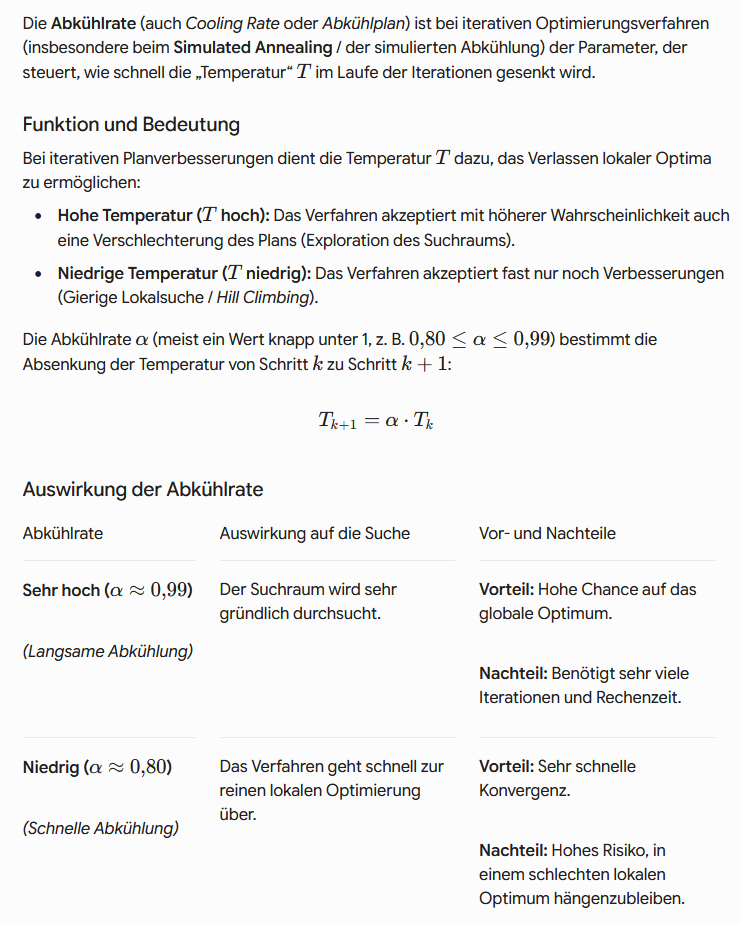 Die Abkühlrate (auch Cooling Rate oder Abkühlplan) ist bei iterativen Optimierungsverfahren
(insbesondere beim Simulated Annealing / der simulierten Abkühlung) der Parameter, der
steuert, wie schnell die „Temperatur“ T im Laufe der Iterationen gesenkt wird.
Funktion und Bedeutung
Bei iterativen Planverbesserungen dient die Temperatur T dazu, das Verlassen lokaler Optima
zu ermöglichen:
• Hohe Temperatur (T hoch): Das Verfahren akzeptiert mit höherer Wahrscheinlichkeit auch
eine Verschlechterung des Plans (Exploration des Suchraums).
• Niedrige Temperatur (T niedrig): Das Verfahren akzeptiert fast nur noch Verbesserungen
(Gierige Lokalsuche / Hill Climbing).
Die Abkühlrate α (meist ein Wert knapp unter 1, z. B. 0,80 ≤ α ≤ 0,99) bestimmt die
Absenkung der Temperatur von Schritt k zu Schritt k + 1:
Tₖ₊₁ = α · Tₖ
Auswirkung der Abkühlrate
Abkühlrate Auswirkung auf die Suche Vor- und Nachteile
Sehr hoch (α ≈ 0,99)
(Langsame Abkühlung)
Der Suchraum wird sehr
gründlich durchsucht.
Vorteil: Hohe Chance auf das
globale Optimum.
Nachteil: Benötigt sehr viele
Iterationen und Rechenzeit.
Niedrig (α ≈ 0,80)
(Schnelle Abkühlung)
Das Verfahren geht schnell zur
reinen lokalen Optimierung
über.
Vorteil: Sehr schnelle
Konvergenz.
Nachteil: Hohes Risiko, in
einem schlechten lokalen
Optimum hängenzubleiben.